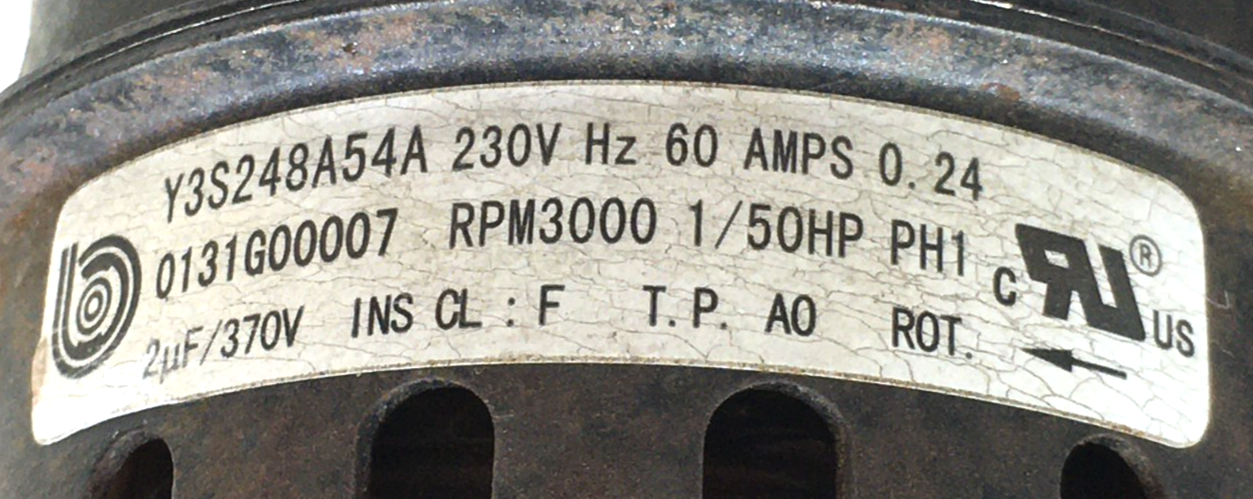 Y3S248A54A 230V Hz 60 AMPS 0.24
0131G00007 RPM3000 1/50HP PH1
2µF/370V INS CL : F T.P. AO ROT.
c RU ® US